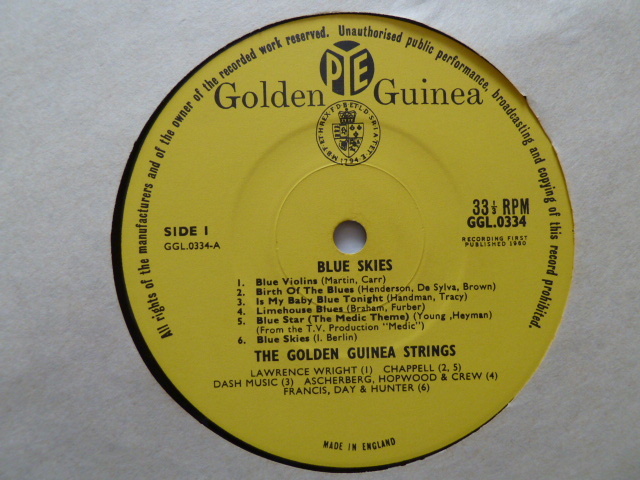 All rights of the manufacturers and of the owner of the recorded work reserved. Unauthorised public performance, broadcasting and copying of this record prohibited.
PYE
Golden Guinea
1794
33⅓ RPM
GGL.0334
SIDE 1
GGL.0334-A
RECORDING FIRST
PUBLISHED 1960
BLUE SKIES
1. Blue Violins (Martin, Carr)
2. Birth Of The Blues (Henderson, De Sylva, Brown)
3. Is My Baby Blue Tonight (Handman, Tracy)
4. Limehouse Blues (Braham, Furber)
5. Blue Star (The Medic Theme) (Young ,Heyman)
(From the T.V. Production "Medic")
6. Blue Skies (I. Berlin)
THE GOLDEN GUINEA STRINGS
LAWRENCE WRIGHT (1) CHAPPELL (2, 5)
DASH MUSIC (3) ASCHERBERG, HOPWOOD & CREW (4)
FRANCIS, DAY & HUNTER (6)
MADE IN ENGLAND